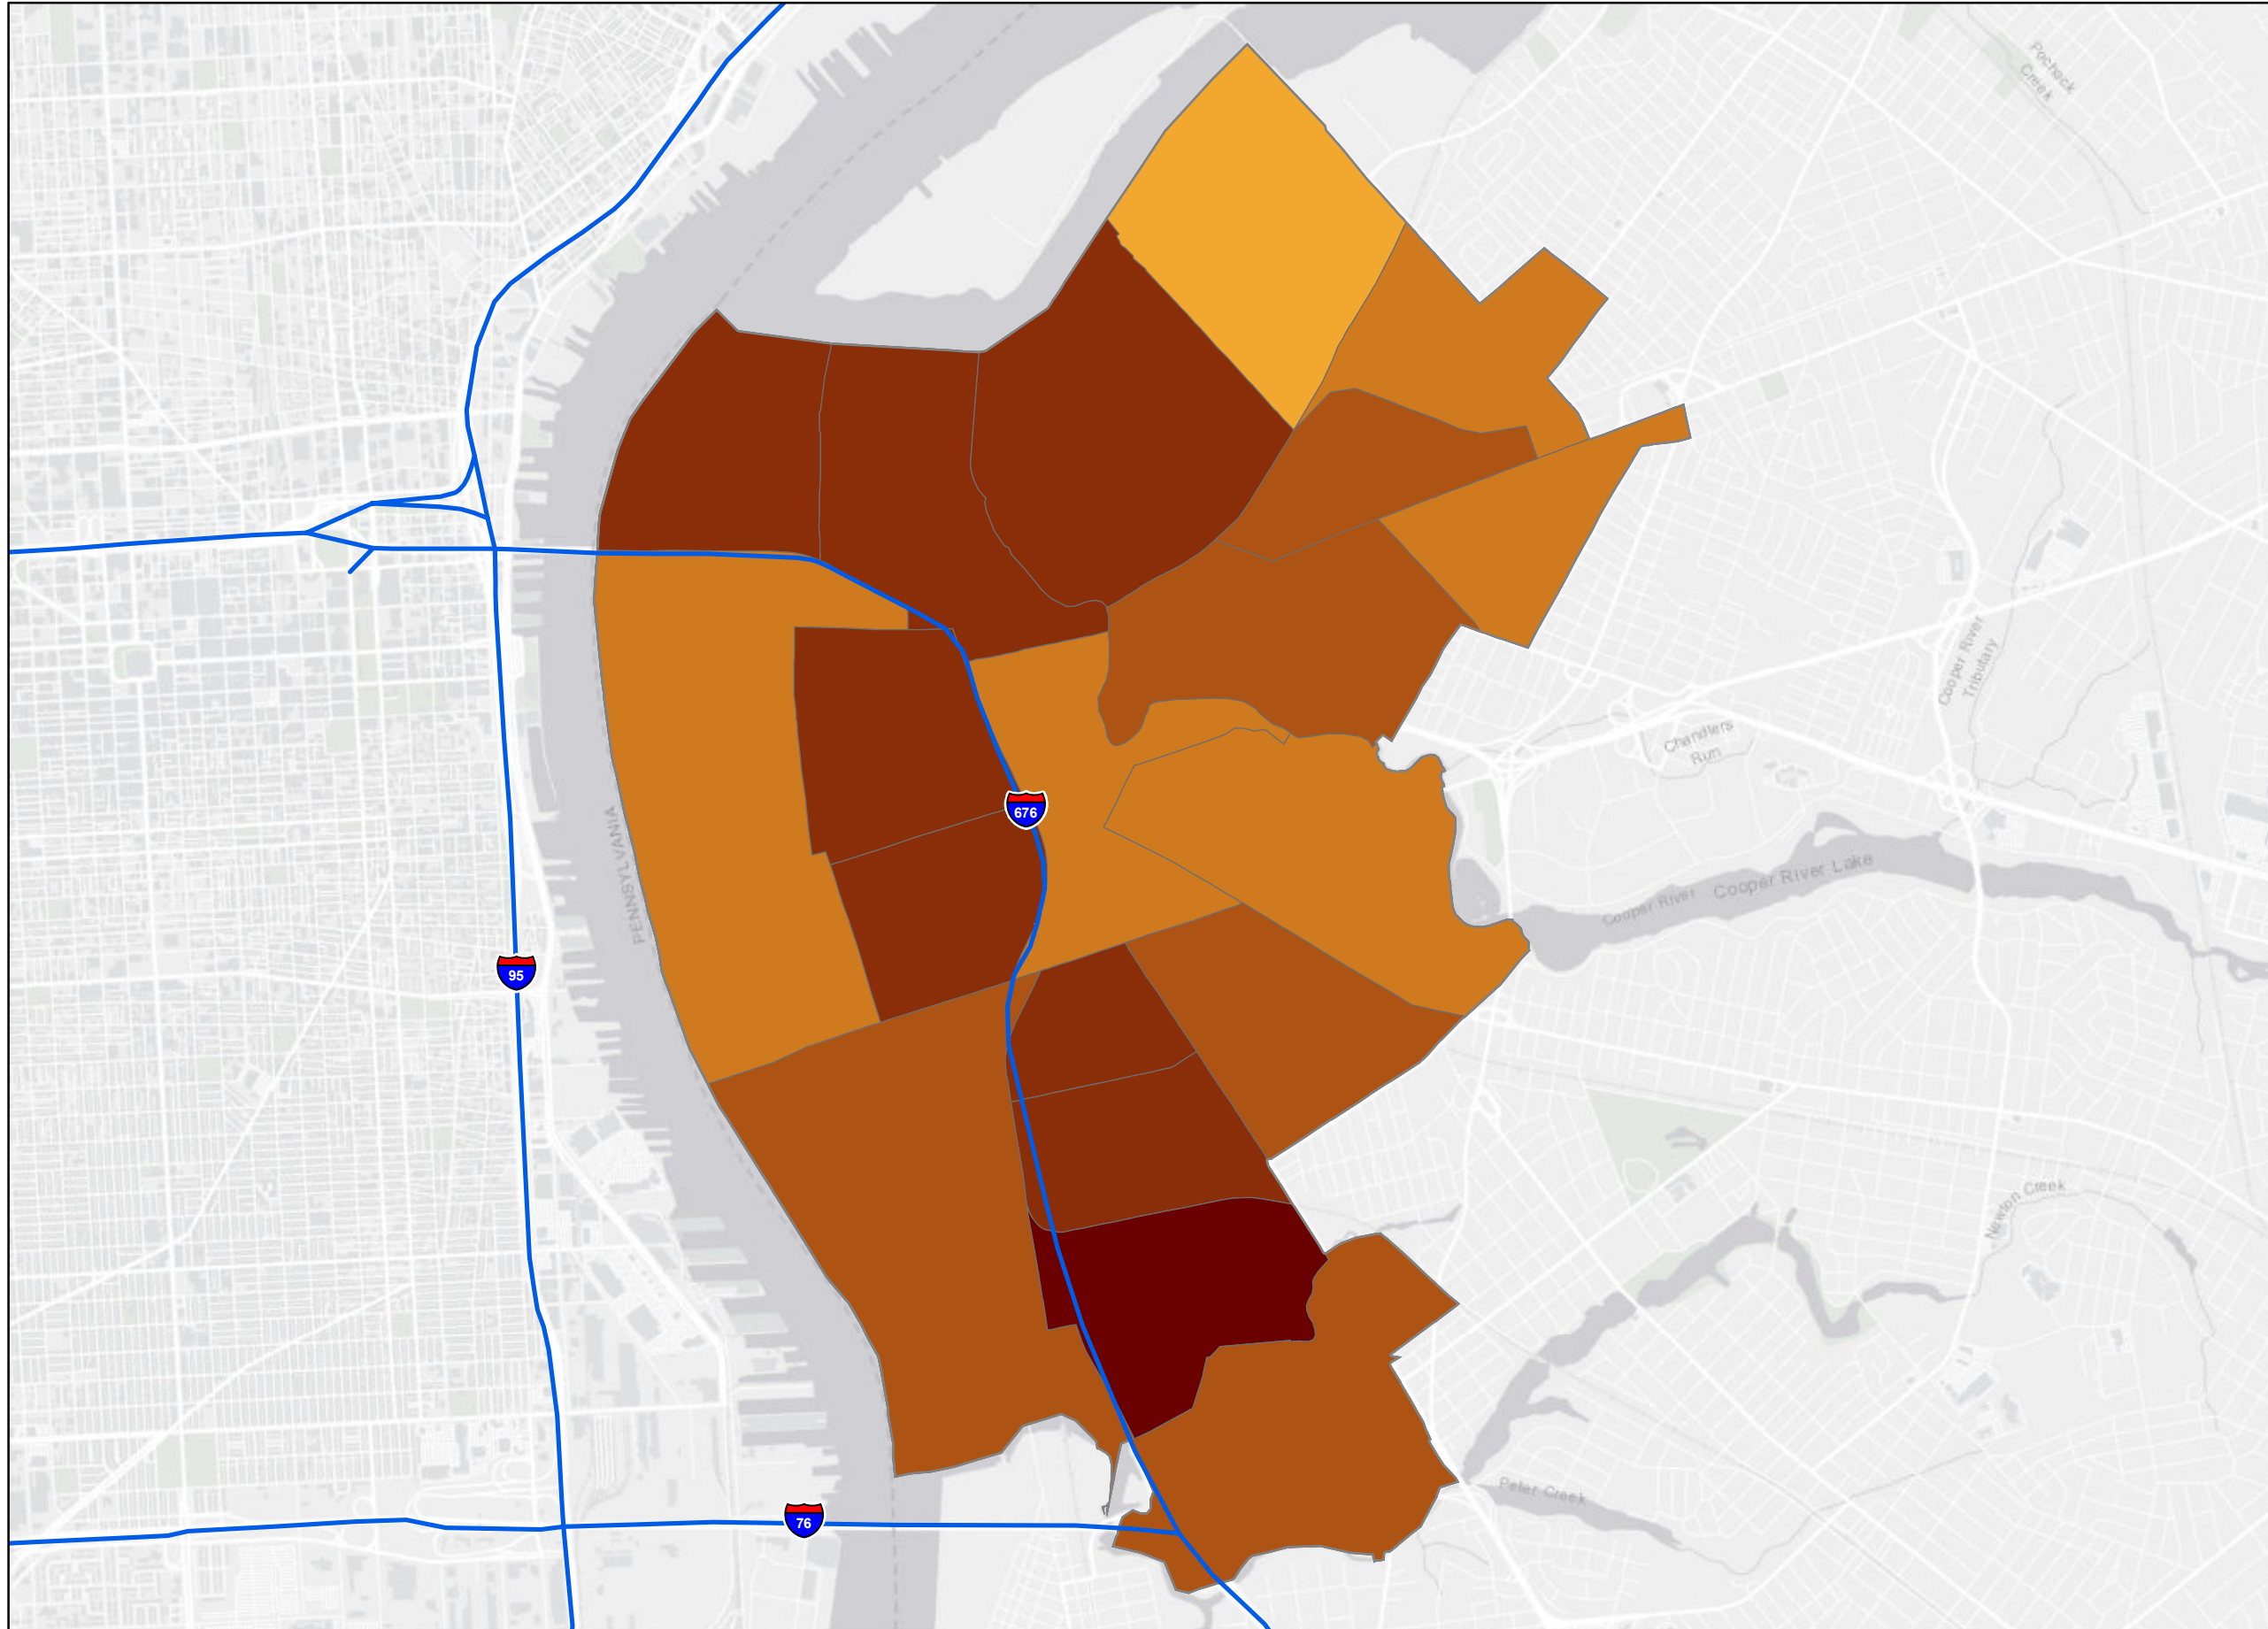 Pochack
Creek
Cooper River
Tributary
Chandlers
Run
676
PENNSYLVANIA
Cooper River
Cooper River Lake
95
Newton Creek
Peter Creek
76